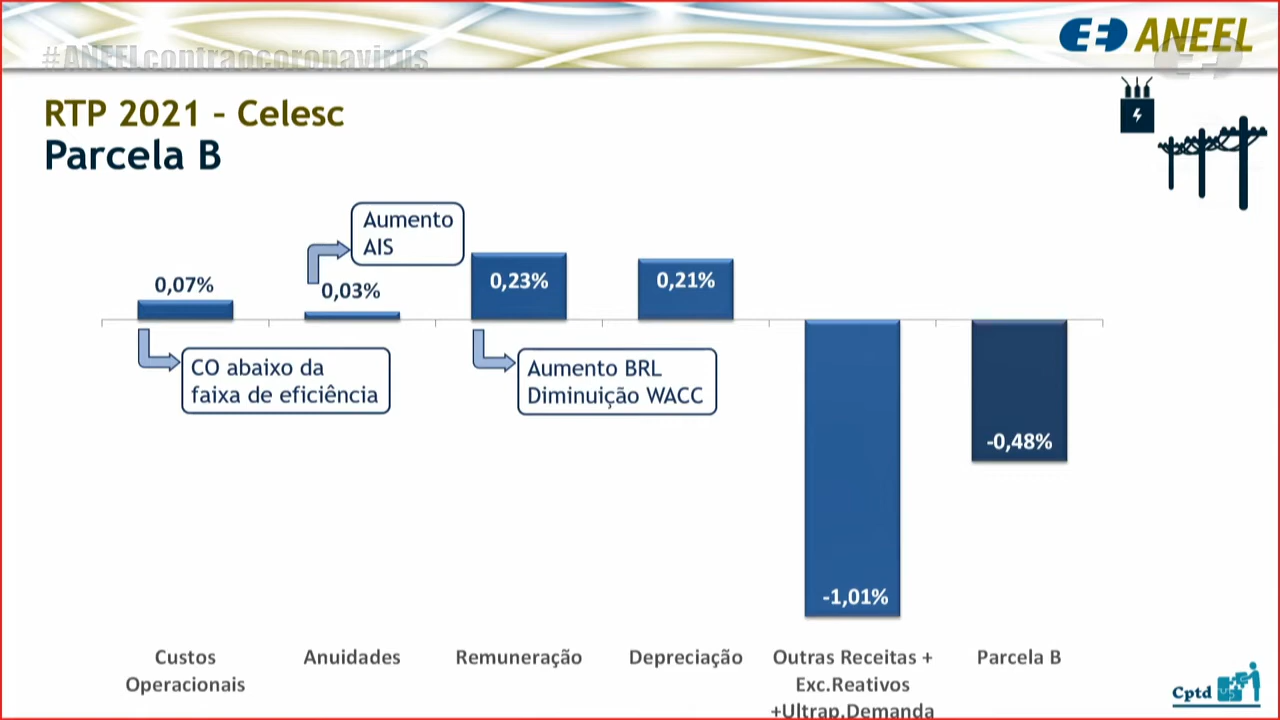 #ANEELcontraocoronavirus
ANEEL
RTP 2021 - Celesc
Parcela B
Aumento
AIS
0,07%
0,03%
0,23%
0,21%
CO abaixo da
faixa de eficiência
Aumento BRL
Diminuição WACC
-0,48%
-1,01%
Custos
Operacionais
Anuidades
Remuneração
Depreciação
Outras Receitas +
Exc.Reativos
+Ultrap.Demanda
Parcela B
Cptd